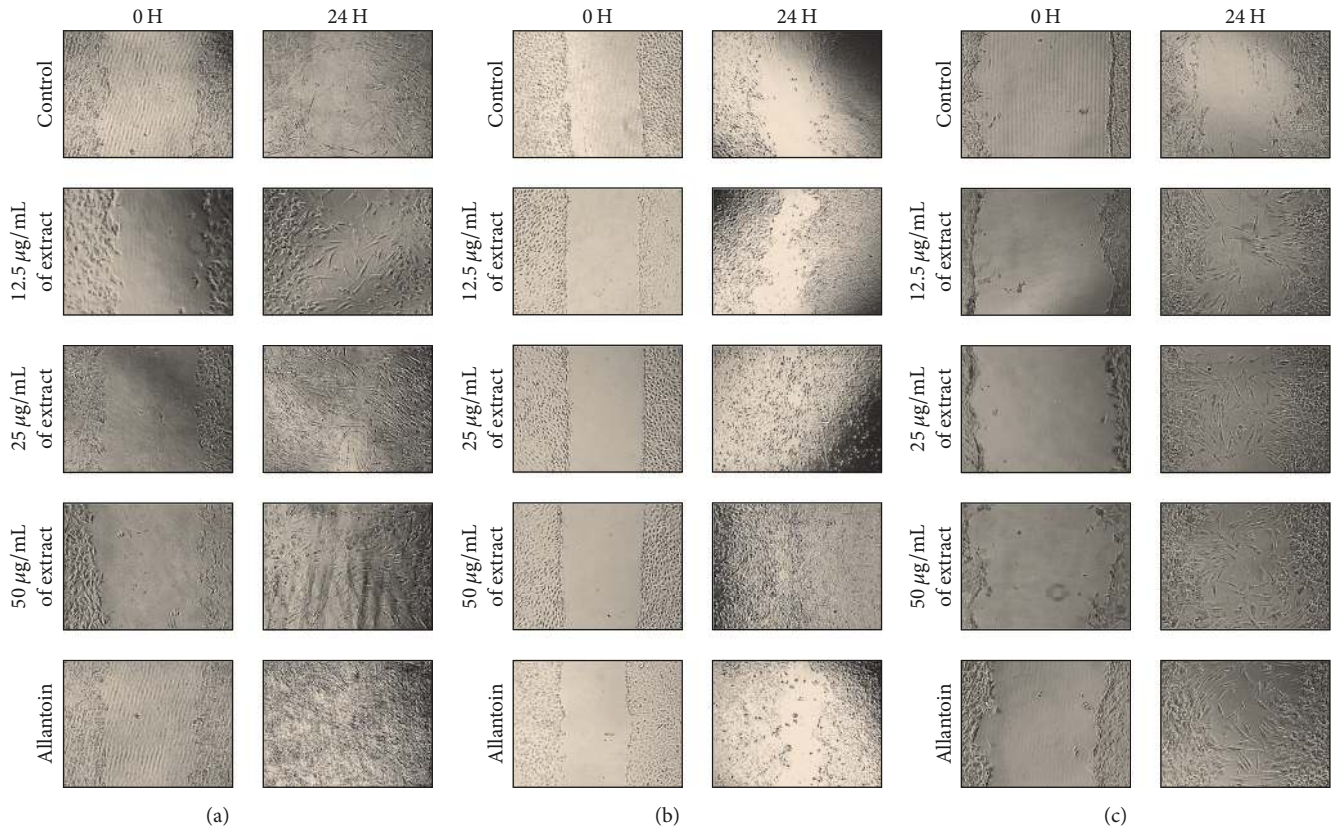 0 H 24 H
Control
12.5 μg/mL
of extract
25 μg/mL
of extract
50 μg/mL
of extract
Allantoin
(a)
0 H 24 H
Control
12.5 μg/mL
of extract
25 μg/mL
of extract
50 μg/mL
of extract
Allantoin
(b)
0 H 24 H
Control
12.5 μg/mL
of extract
25 μg/mL
of extract
50 μg/mL
of extract
Allantoin
(c)